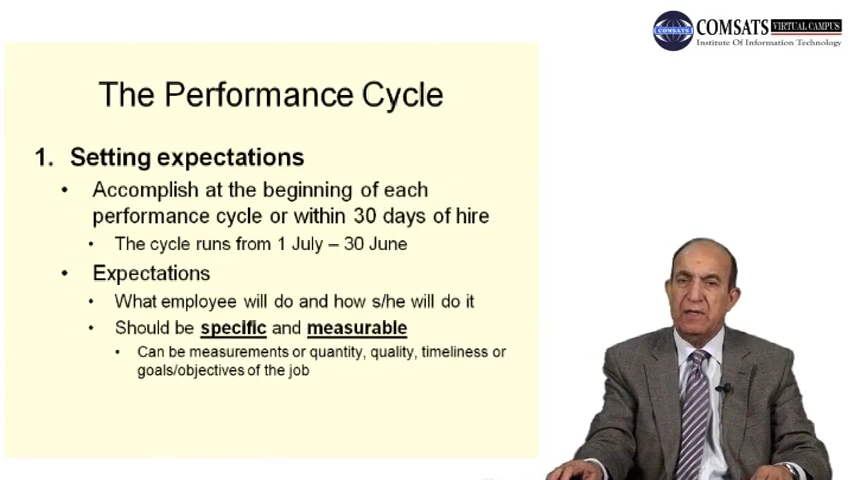 COMSATS VIRTUAL CAMPUS
Institute Of Information Technology
COMSATS
The Performance Cycle
1. Setting expectations
• Accomplish at the beginning of each
performance cycle or within 30 days of hire
• The cycle runs from 1 July – 30 June
• Expectations
• What employee will do and how s/he will do it
• Should be specific and measurable
• Can be measurements or quantity, quality, timeliness or
goals/objectives of the job